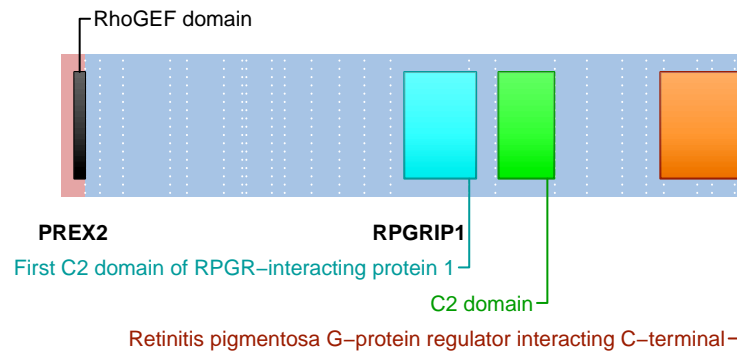 RhoGEF domain
PREX2 RPGRIP1
First C2 domain of RPGR−interacting protein 1
C2 domain
Retinitis pigmentosa G−protein regulator interacting C−terminal